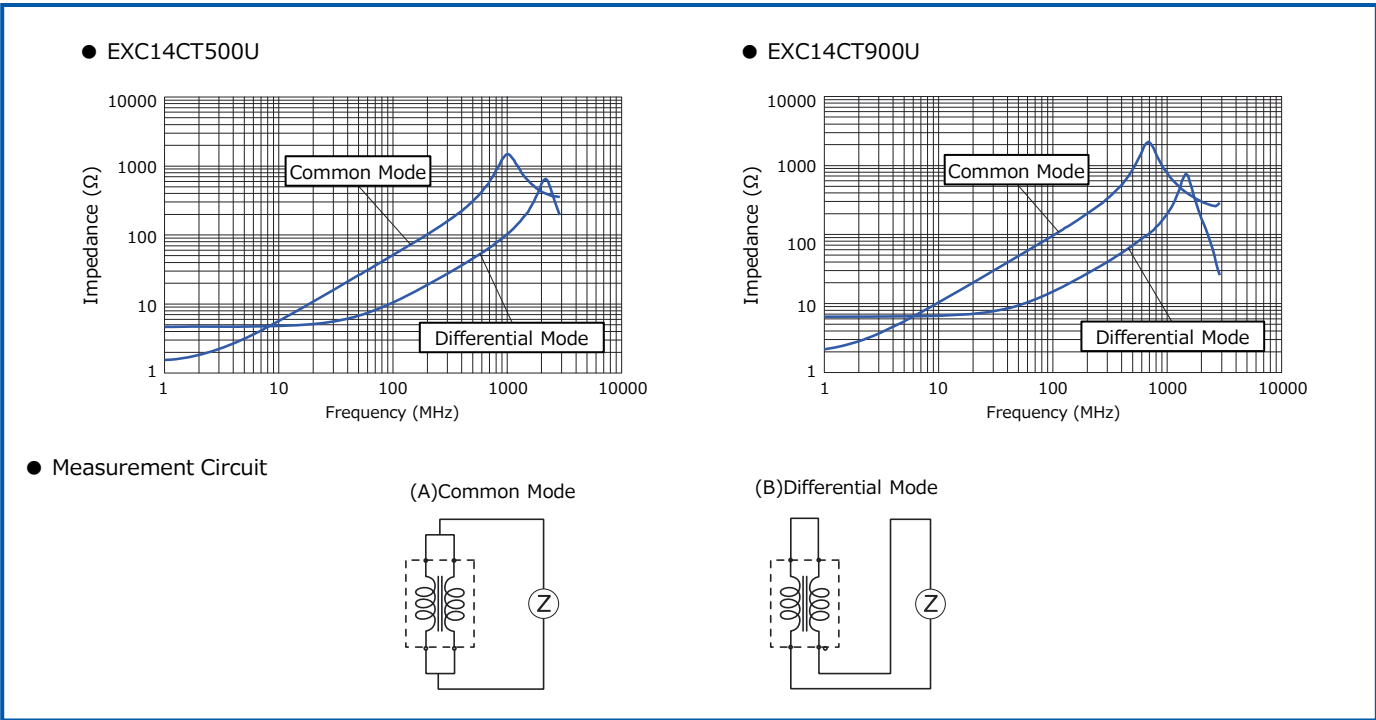 ● EXC14CT500U
10000
1000
100
10
1
Impedance (Ω)
Common Mode
Differential Mode
1 10 100 1000 10000
Frequency (MHz)
● EXC14CT900U
10000
1000
100
10
1
Impedance (Ω)
Common Mode
Differential Mode
1 10 100 1000 10000
Frequency (MHz)
● Measurement Circuit
(A)Common Mode
Z
(B)Differential Mode
Z